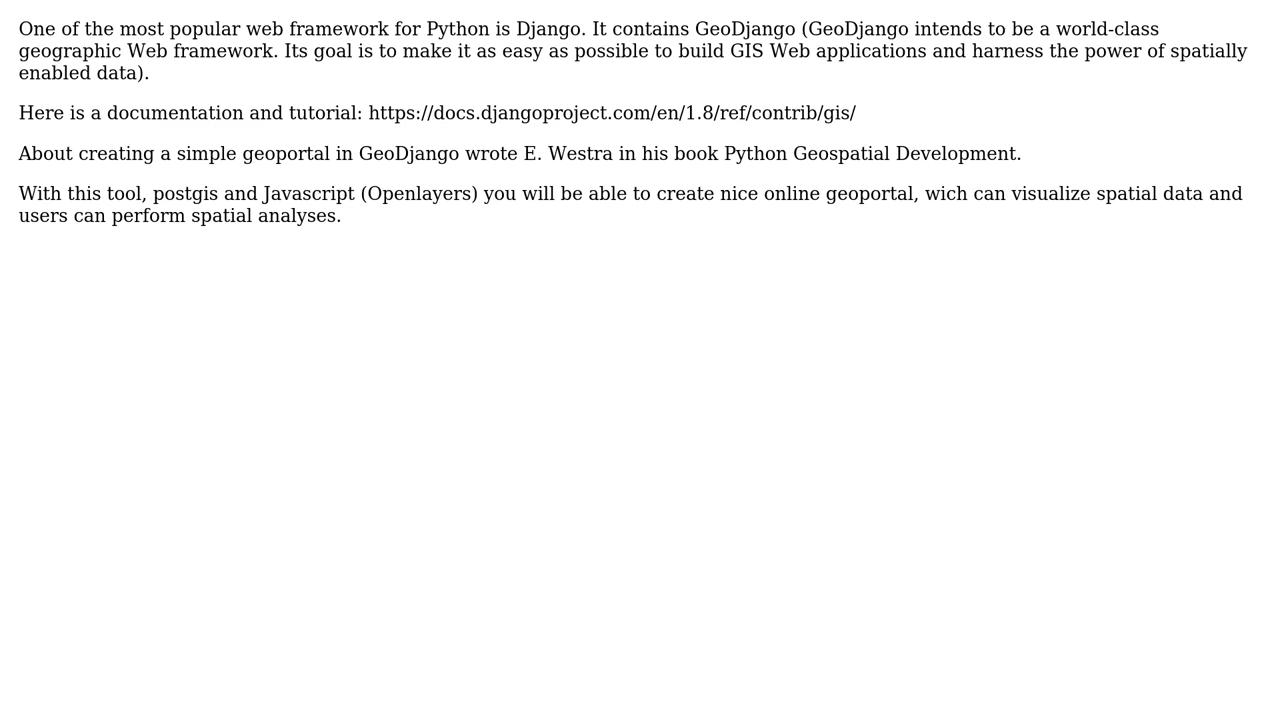 One of the most popular web framework for Python is Django. It contains GeoDjango (GeoDjango intends to be a world-class
geographic Web framework. Its goal is to make it as easy as possible to build GIS Web applications and harness the power of spatially
enabled data).
Here is a documentation and tutorial: https://docs.djangoproject.com/en/1.8/ref/contrib/gis/
About creating a simple geoportal in GeoDjango wrote E. Westra in his book Python Geospatial Development.
With this tool, postgis and Javascript (Openlayers) you will be able to create nice online geoportal, wich can visualize spatial data and
users can perform spatial analyses.